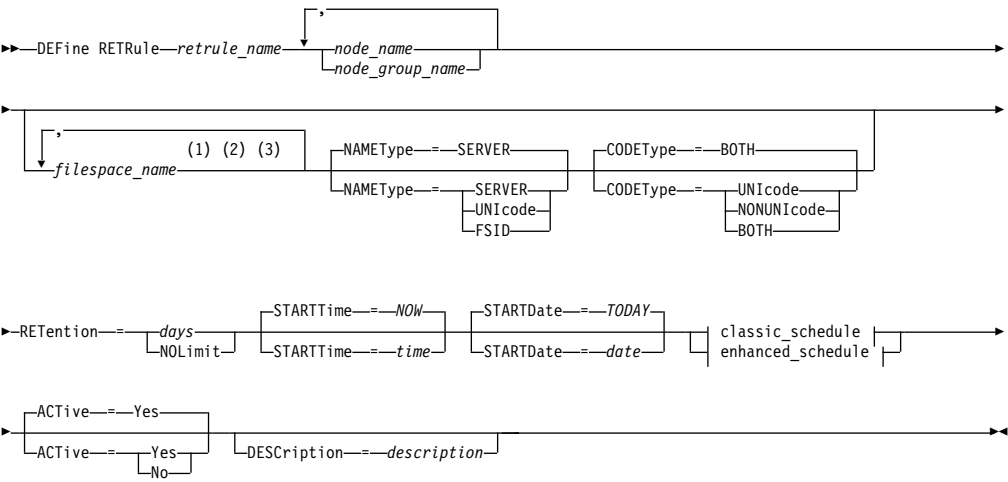 ,
DEFine RETRule retrule_name node_name
node_group_name
,
(1) (2) (3)
filespace_name
NAMEType = SERVER
NAMEType = SERVER
UNIcode
FSID
CODEType = BOTH
CODEType = UNIcode
NONUNIcode
BOTH
RETention = days
NOLimit
STARTTime = NOW
STARTTime = time
STARTDate = TODAY
STARTDate = date
classic_schedule
enhanced_schedule
ACTive = Yes
ACTive = Yes
No
DESCription = description